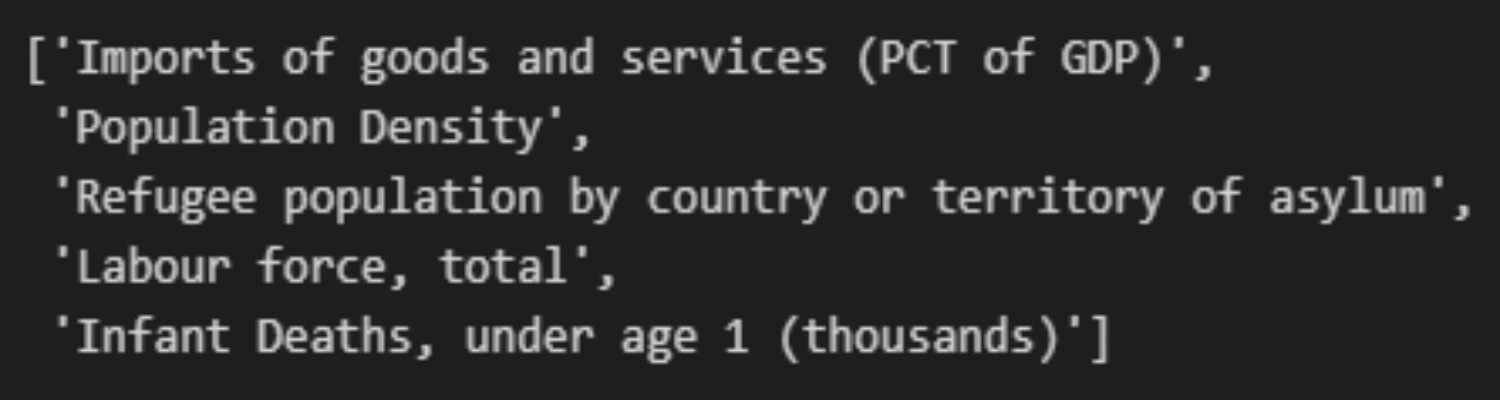 ['Imports of goods and services (PCT of GDP)',
 'Population Density',
 'Refugee population by country or territory of asylum',
 'Labour force, total',
 'Infant Deaths, under age 1 (thousands)']